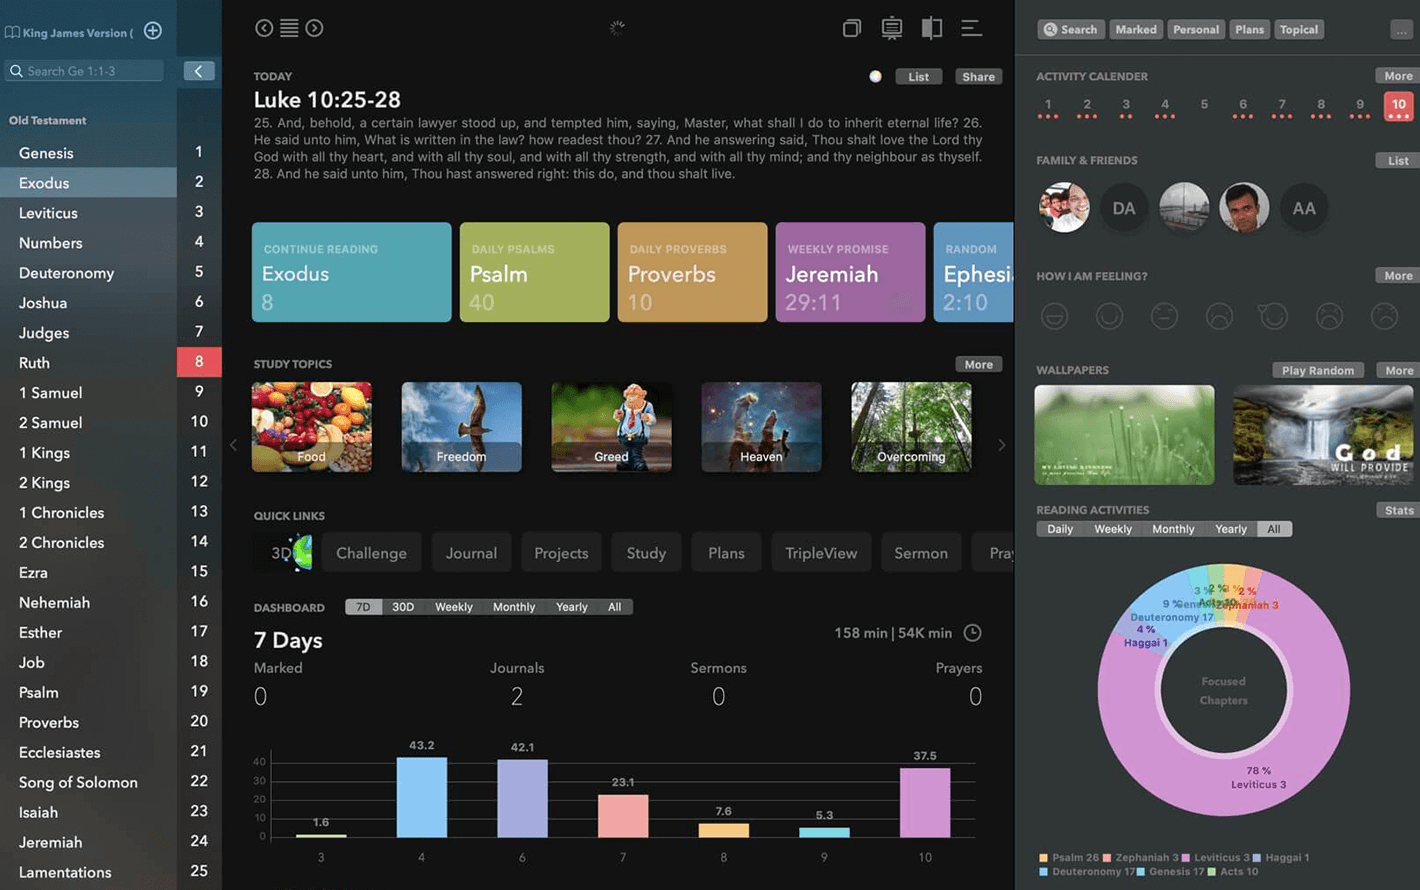 King James Version (
Search Ge 1:1-3
Old Testament
Genesis
Exodus
Leviticus
Numbers
Deuteronomy
Joshua
Judges
Ruth
1 Samuel
2 Samuel
1 Kings
2 Kings
1 Chronicles
2 Chronicles
Ezra
Nehemiah
Esther
Job
Psalm
Proverbs
Ecclesiastes
Song of Solomon
Isaiah
Jeremiah
Lamentations
1
2
3
4
5
6
7
8
9
10
11
12
13
14
15
16
17
18
19
20
21
22
23
24
25
TODAY
List Share
Luke 10:25-28
25. And, behold, a certain lawyer stood up, and tempted him, saying, Master, what shall I do to inherit eternal life? 26.
He said unto him, What is written in the law? how readest thou? 27. And he answering said, Thou shalt love the Lord thy
God with all thy heart, and with all thy soul, and with all thy strength, and with all thy mind; and thy neighbour as thyself.
28. And he said unto him, Thou hast answered right: this do, and thou shalt live.
CONTINUE READING
Exodus
8
DAILY PSALMS
Psalm
40
DAILY PROVERBS
Proverbs
10
WEEKLY PROMISE
Jeremiah
29:11
RANDOM
Ephesi
2:10
STUDY TOPICS
More
Food Freedom Greed Heaven Overcoming
QUICK LINKS
3D Challenge Journal Projects Study Plans TripleView Sermon Pra
DASHBOARD 7D 30D Weekly Monthly Yearly All
7 Days
158 min | 54K min
Marked Journals Sermons Prayers
0 2 0 0
40
30
20
10
0
1.6 43.2 42.1 23.1 7.6 5.3 37.5
3 4 6 7 8 9 10
Search Marked Personal Plans Topical ...
ACTIVITY CALENDER More
1 2 3 4 5 6 7 8 9 10
FAMILY & FRIENDS List
DA AA
HOW I AM FEELING? More
WALLPAPERS Play Random More
MY LOVING KINDNESS
God
WILL PROVIDE
READING ACTIVITIES Stats
Daily Weekly Monthly Yearly All
3 % 2 % 3 % 2 %
9 % Acts 10 Zephaniah 3
Deuteronomy 17
4 %
Haggai 1
Focused
Chapters
78 %
Leviticus 3
Psalm 26 Zephaniah 3 Leviticus 3 Haggai 1
Deuteronomy 17 Genesis 17 Acts 10